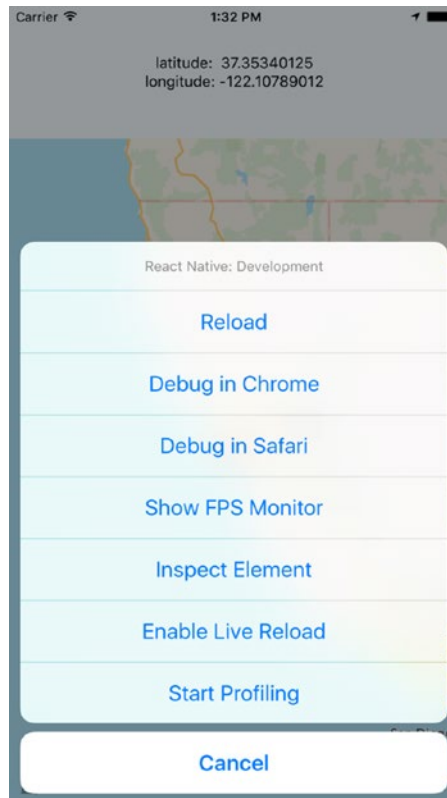 Carrier
1:32 PM
latitude: 37.35340125
longitude: -122.10789012
React Native: Development
Reload
Debug in Chrome
Debug in Safari
Show FPS Monitor
Inspect Element
Enable Live Reload
Start Profiling
Cancel